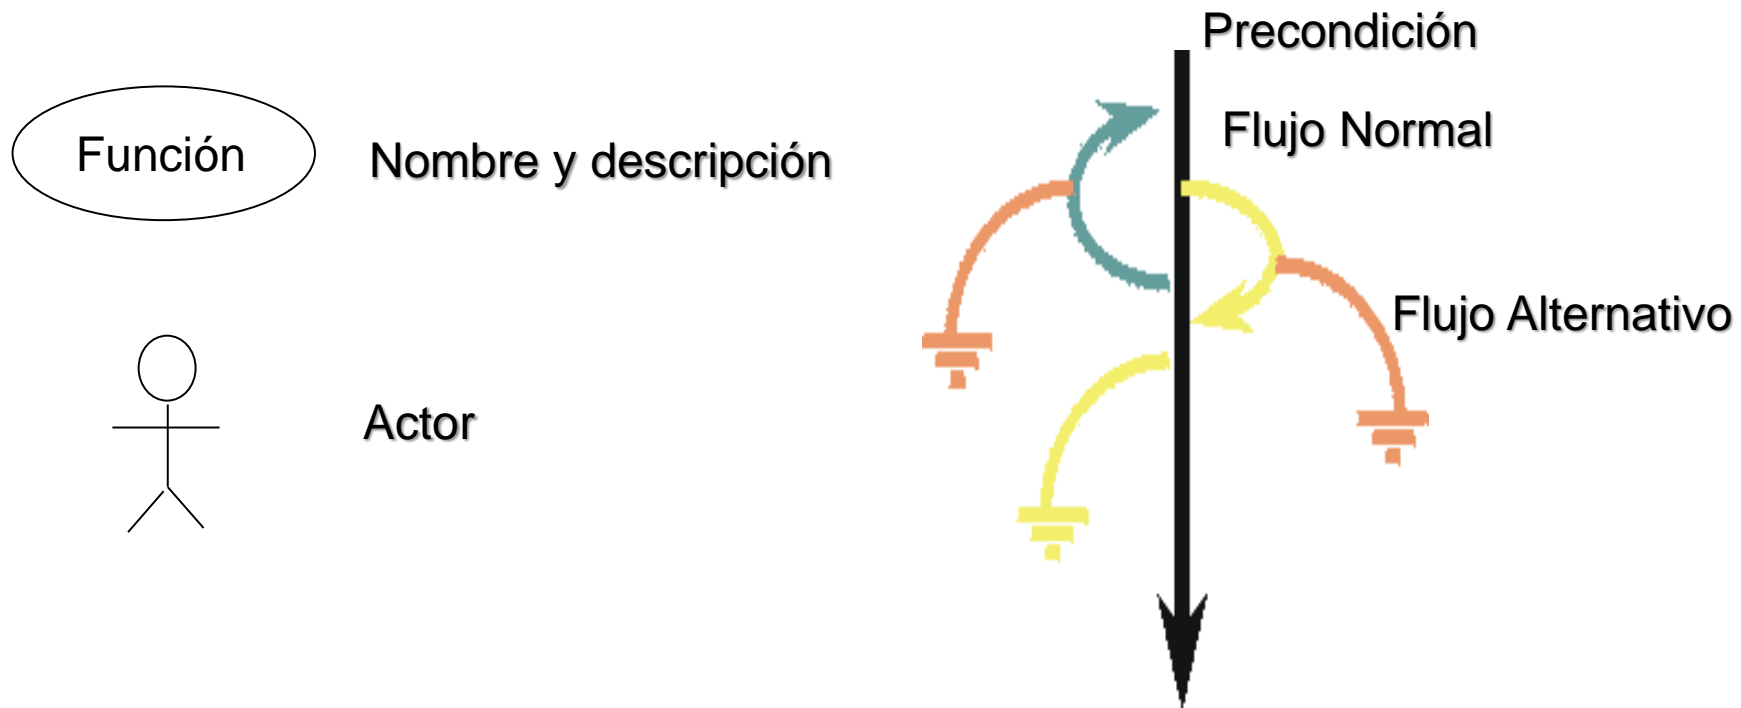 Precondición
Función
Nombre y descripción
Flujo Normal
Flujo Alternativo
Actor